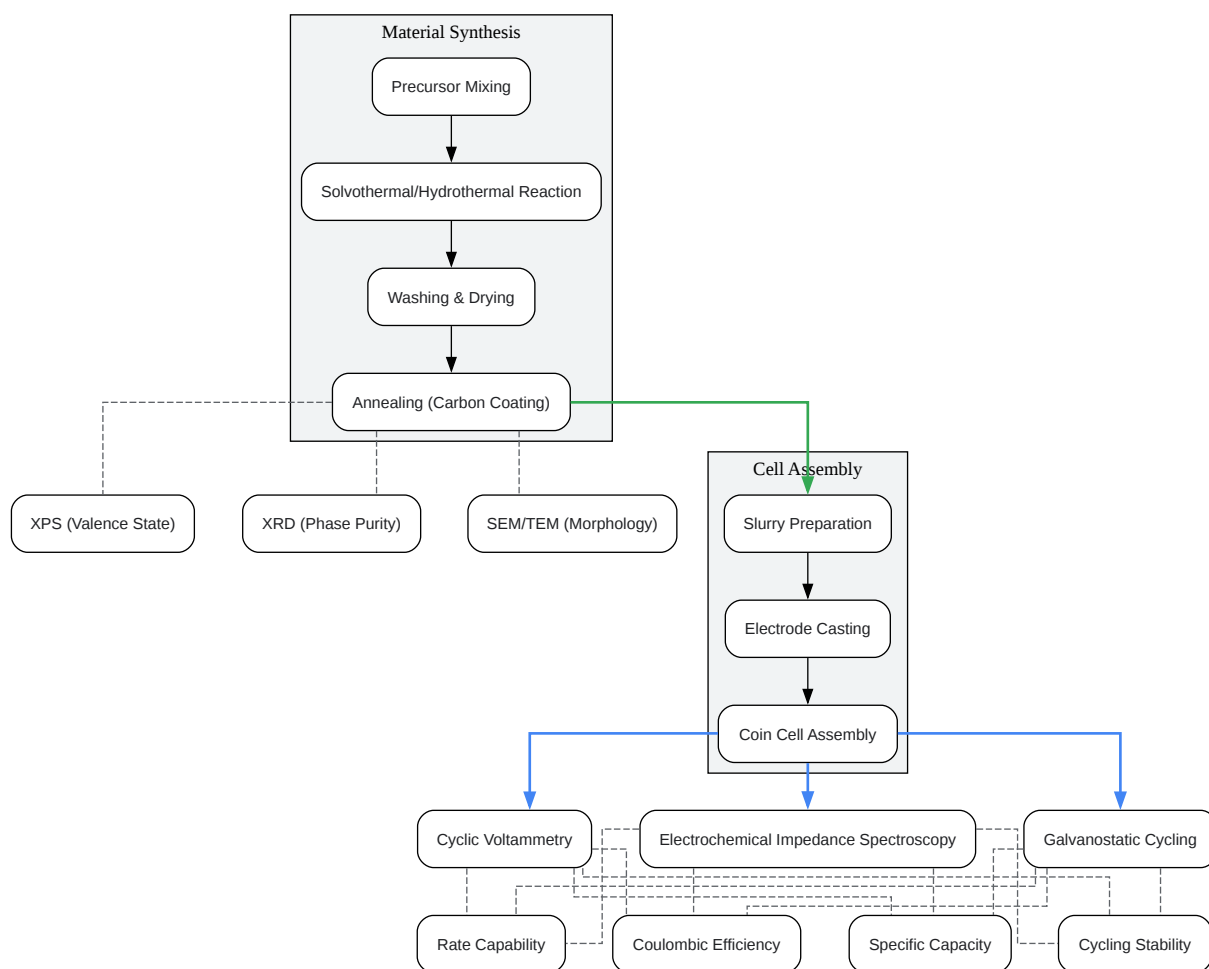 Material Synthesis
Precursor Mixing
Solvothermal/Hydrothermal Reaction
Washing & Drying
Annealing (Carbon Coating)
XPS (Valence State)
XRD (Phase Purity)
SEM/TEM (Morphology)
Cell Assembly
Slurry Preparation
Electrode Casting
Coin Cell Assembly
Cyclic Voltammetry
Electrochemical Impedance Spectroscopy
Galvanostatic Cycling
Rate Capability
Coulombic Efficiency
Specific Capacity
Cycling Stability